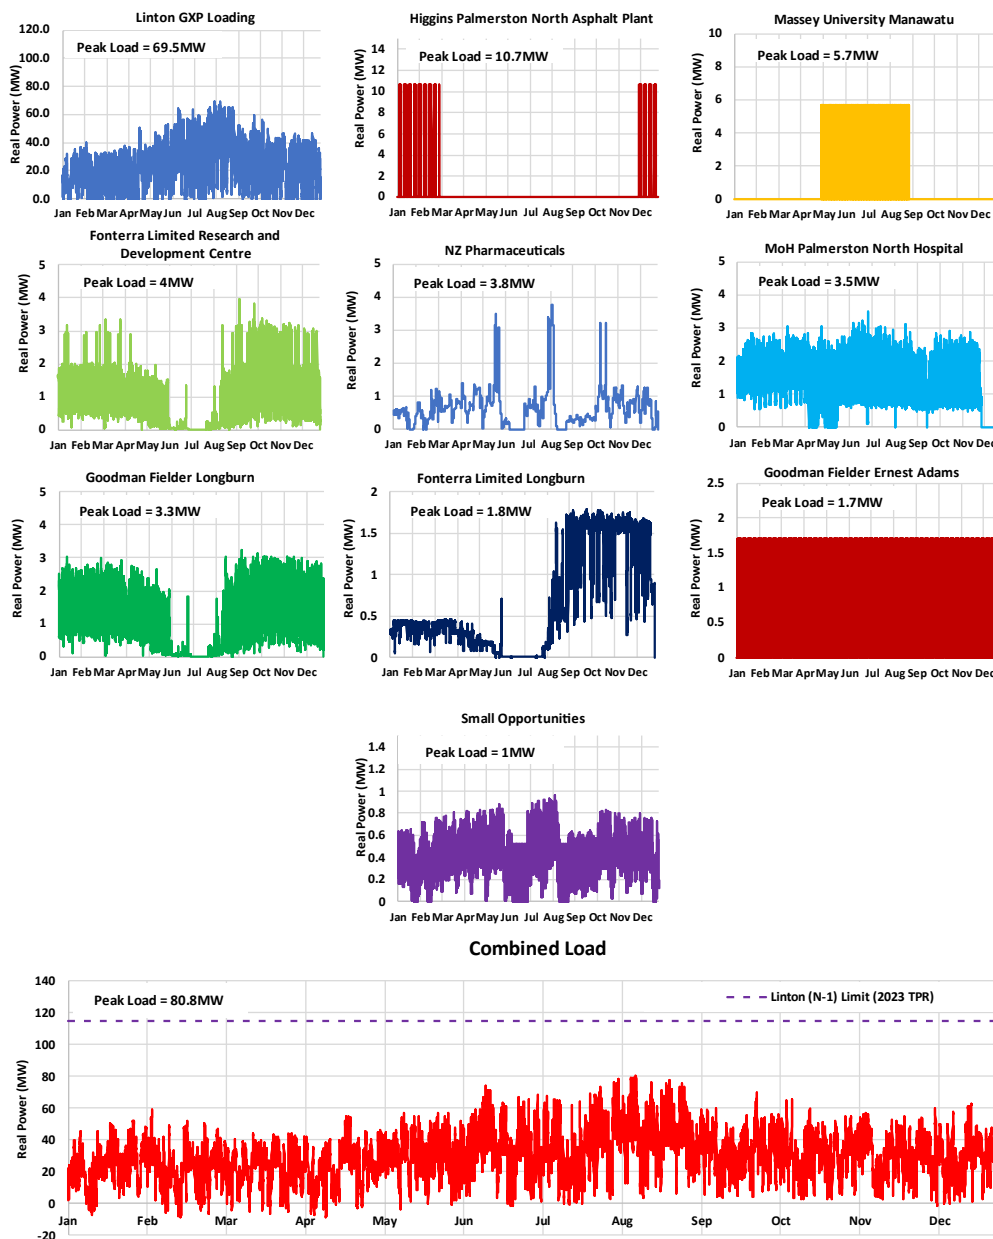 Linton GXP Loading
Real Power (MW)
120.0
100.0
80.0
60.0
40.0
20.0
0.0
Peak Load = 69.5MW
Jan Feb Mar Apr May Jun Jul Aug Sep Oct Nov Dec
Higgins Palmerston North Asphalt Plant
Real Power (MW)
14
12
10
8
6
4
2
0
Peak Load = 10.7MW
Jan Feb Mar Apr May Jun Jul Aug Sep Oct Nov Dec
Massey University Manawatu
Real Power (MW)
10
8
6
4
2
0
Peak Load = 5.7MW
Jan Feb Mar Apr May Jun Jul Aug Sep Oct Nov Dec
Fonterra Limited Research and
Development Centre
Real Power (MW)
5
4
3
2
1
0
Peak Load = 4MW
Jan Feb Mar Apr May Jun Jul Aug Sep Oct Nov Dec
NZ Pharmaceuticals
Real Power (MW)
5
4
3
2
1
0
Peak Load = 3.8MW
Jan Feb Mar Apr May Jun Jul Aug Sep Oct Nov Dec
MoH Palmerston North Hospital
Real Power (MW)
5
4
3
2
1
0
Peak Load = 3.5MW
Jan Feb Mar Apr May Jun Jul Aug Sep Oct Nov Dec
Goodman Fielder Longburn
Real Power (MW)
5
4
3
2
1
0
Peak Load = 3.3MW
Jan Feb Mar Apr May Jun Jul Aug Sep Oct Nov Dec
Fonterra Limited Longburn
Real Power (MW)
2
1.5
1
0.5
0
Peak Load = 1.8MW
Jan Feb Mar Apr May Jun Jul Aug Sep Oct Nov Dec
Goodman Fielder Ernest Adams
Real Power (MW)
2.5
2
1.5
1
0.5
0
Peak Load = 1.7MW
Jan Feb Mar Apr May Jun Jul Aug Sep Oct Nov Dec
Small Opportunities
Real Power (MW)
1.4
1.2
1
0.8
0.6
0.4
0.2
0
Peak Load = 1MW
Jan Feb Mar Apr May Jun Jul Aug Sep Oct Nov Dec
Combined Load
Real Power (MW)
140
120
100
80
60
40
20
0
-20
Peak Load = 80.8MW
Linton (N-1) Limit (2023 TPR)
Jan Feb Mar Apr May Jun Jul Aug Sep Oct Nov Dec